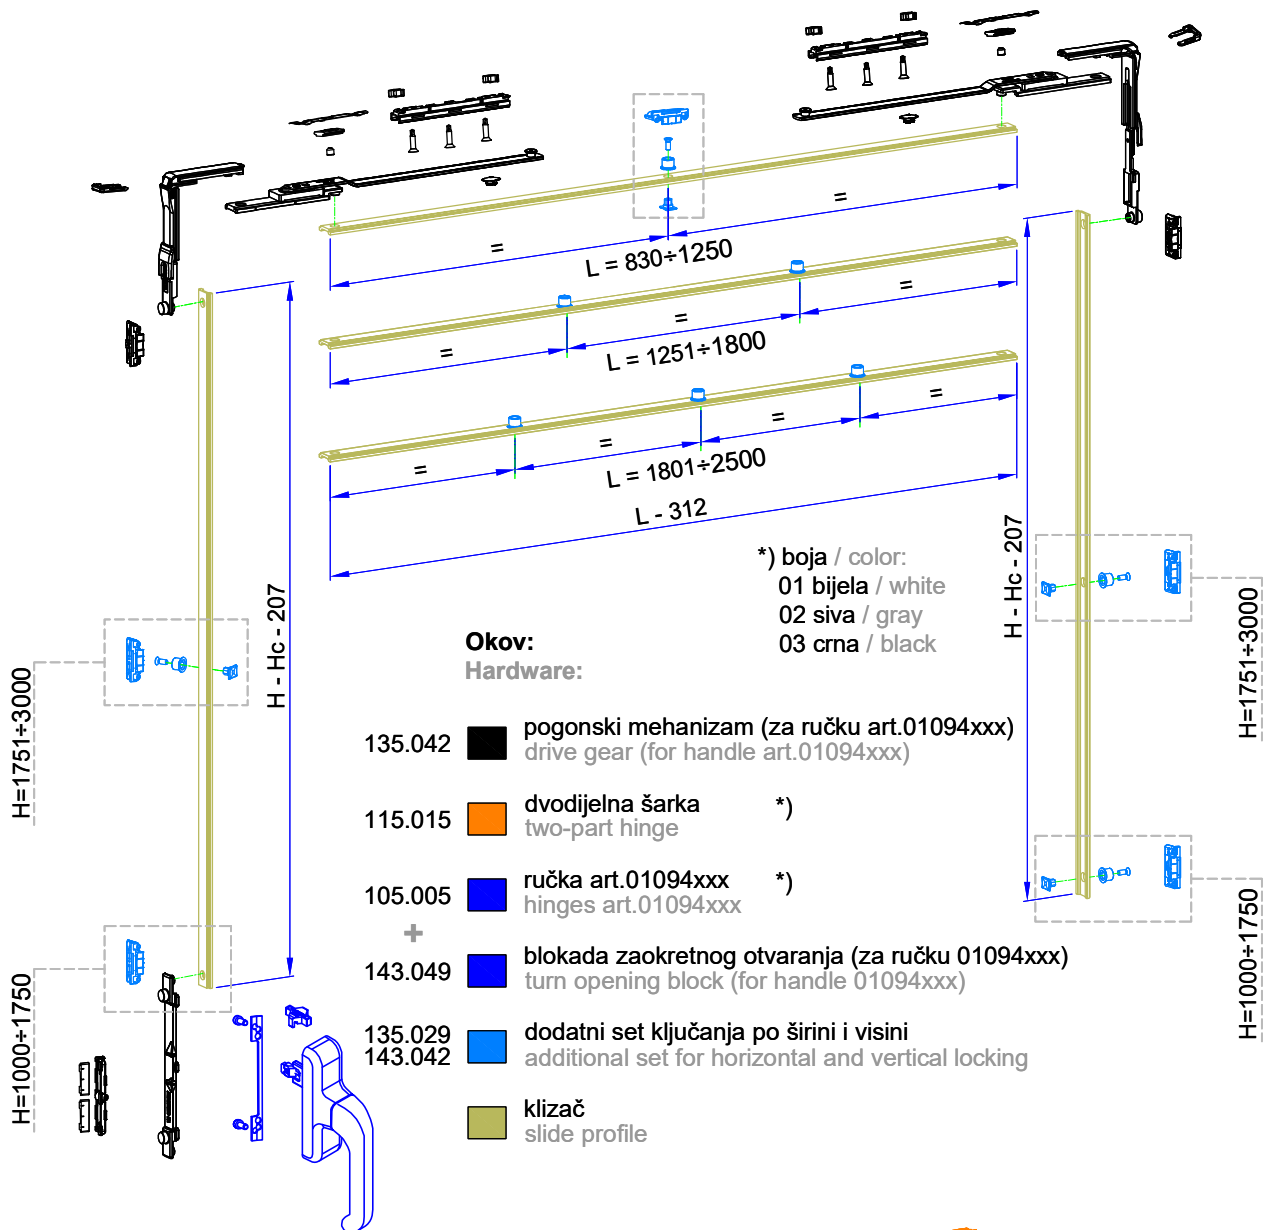 =
=
L = 830÷1250
=
=
=
L = 1251÷1800
=
=
=
=
L = 1801÷2500
L - 312
H - Hc - 207
H - Hc - 207
H=1751÷3000
H=1751÷3000
H=1000÷1750
H=1000÷1750
*) boja / color:
01 bijela / white
02 siva / gray
03 crna / black
Okov:
Hardware:
135.042 pogonski mehanizam (za ručku art.01094xxx)
drive gear (for handle art.01094xxx)
115.015 dvodijelna šarka *)
two-part hinge
105.005 ručka art.01094xxx *)
hinges art.01094xxx
+
143.049 blokada zaokretnog otvaranja (za ručku 01094xxx)
turn opening block (for handle 01094xxx)
135.029 dodatni set ključanja po širini i visini
143.042 additional set for horizontal and vertical locking
klizač
slide profile